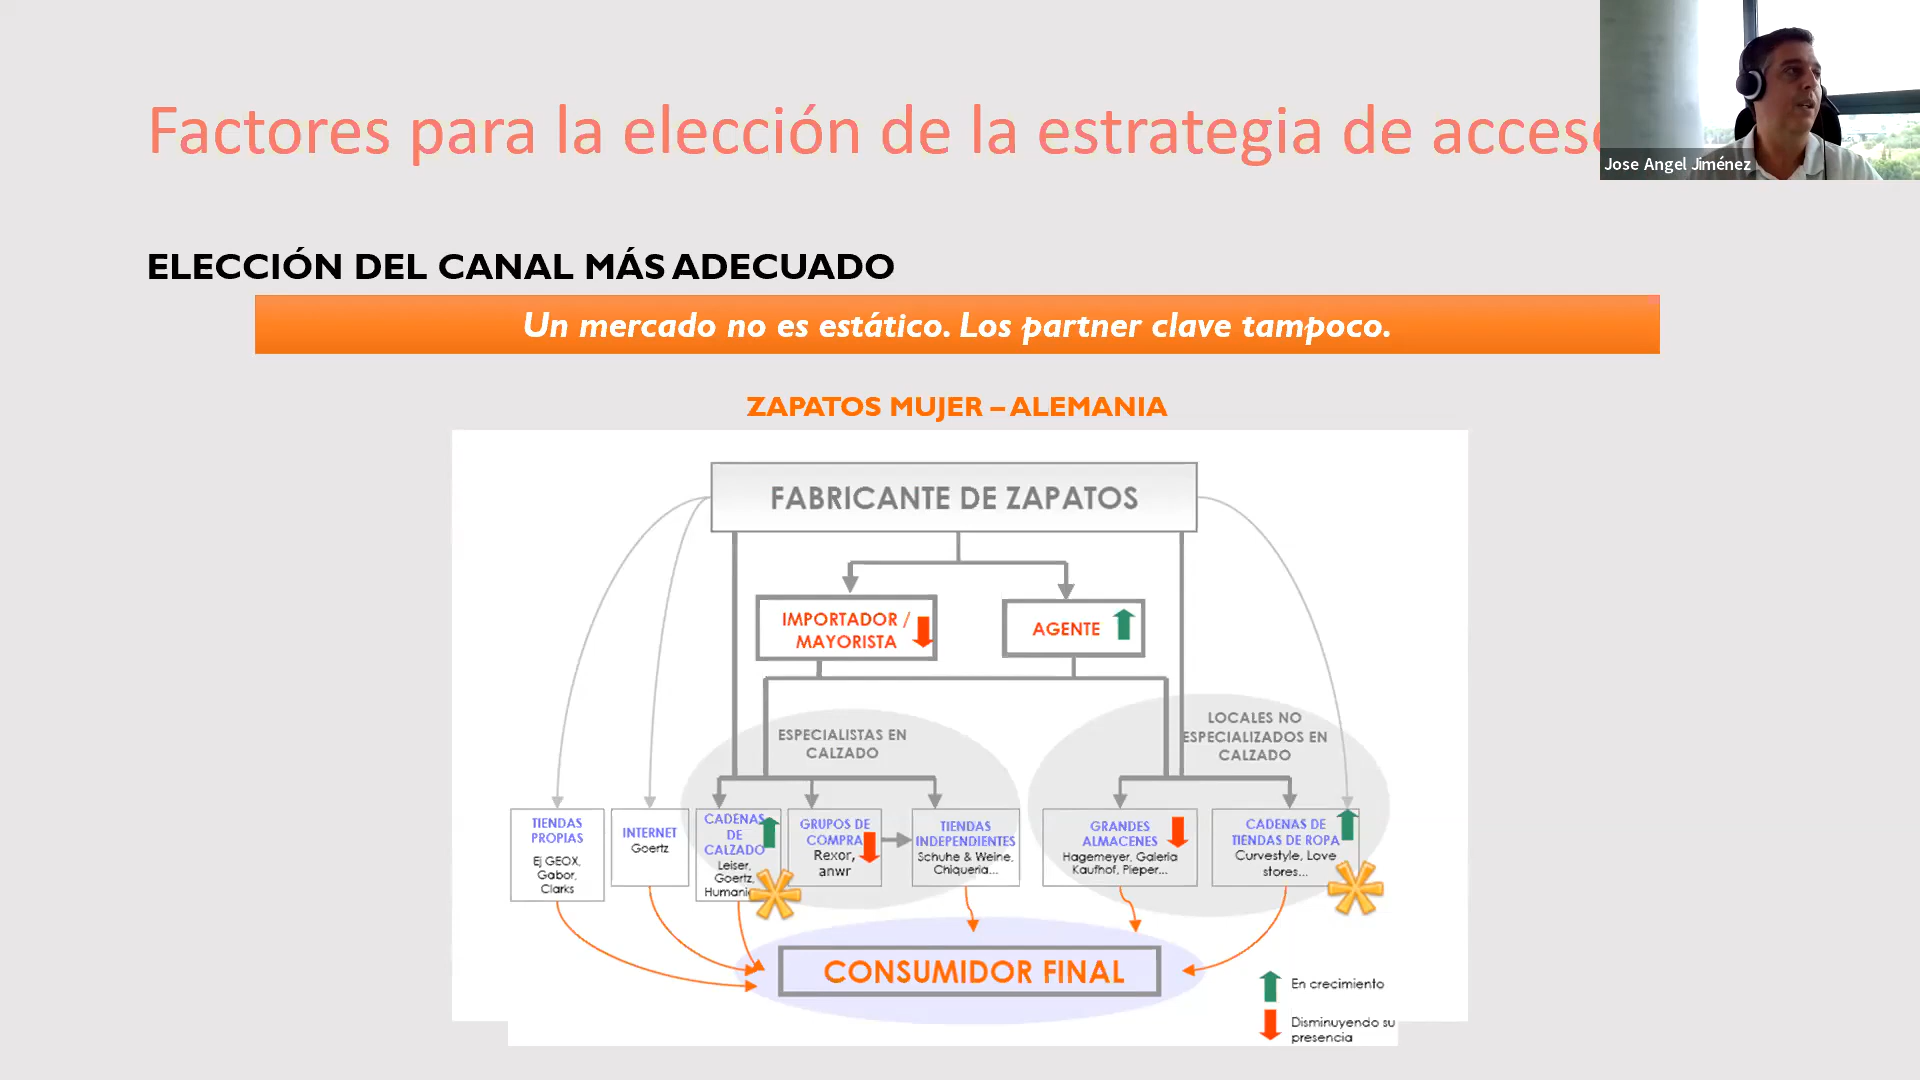 Factores para la elección de la estrategia de acceso
Jose Angel Jiménez
ELECCIÓN DEL CANAL MÁS ADECUADO
Un mercado no es estático. Los partner clave tampoco.
ZAPATOS MUJER – ALEMANIA
FABRICANTE DE ZAPATOS
IMPORTADOR /
MAYORISTA
AGENTE
ESPECIALISTAS EN
CALZADO
LOCALES NO
ESPECIALIZADOS EN
CALZADO
TIENDAS
PROPIAS
Ej GEOX,
Gabor,
Clarks
INTERNET
Goertz
CADENAS
DE
CALZADO
Leiser,
Goertz,
GRUPOS DE
COMPRA
Rexor,
anwr
TIENDAS
INDEPENDIENTES
Schuhe & Weine,
Chiqueria...
GRANDES
ALMACENES
Hagemeyer, Galeria
Kaufhof, Pieper...
CADENAS DE
TIENDAS DE ROPA
Curvestyle, Love
stores...
CONSUMIDOR FINAL
En crecimiento
Disminuyendo su
presencia